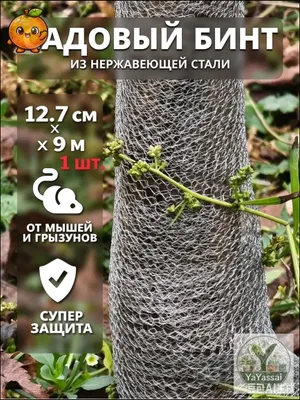 АДОВЫЙ БИНТ
ИЗ НЕРЖАВЕЮЩЕЙ СТАЛИ
12.7 см
×
× 9 м
1 шт.
ОТ МЫШЕЙ
И ГРЫЗУНОВ
СУПЕР
ЗАЩИТА
YaYassai